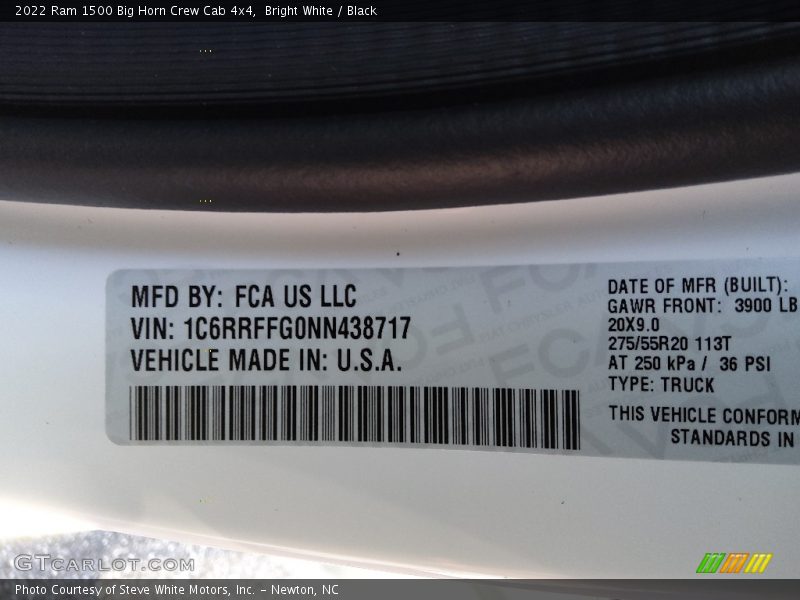 2022 Ram 1500 Big Horn Crew Cab 4x4,  Bright White / Black
MFD BY: FCA US LLC
VIN: 1C6RRFFG0NN438717
VEHICLE MADE IN: U.S.A.
DATE OF MFR (BUILT):
GAWR FRONT: 3900 LB
20X9.0
275/55R20 113T
AT 250 kPa / 36 PSI
TYPE: TRUCK
THIS VEHICLE CONFORM
STANDARDS IN
GTCARLOT.COM
Photo Courtesy of Steve White Motors, Inc. – Newton, NC